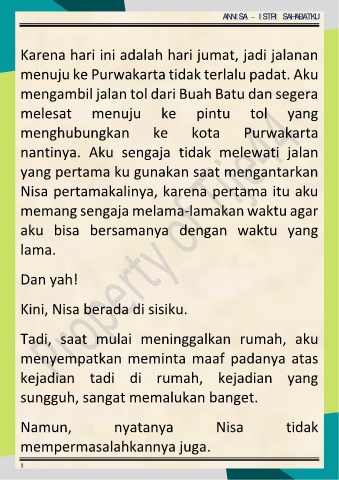 ANNISA – ISTRI SAHABATKU
Karena hari ini adalah hari jumat, jadi jalanan
menuju ke Purwakarta tidak terlalu padat. Aku
mengambil jalan tol dari Buah Batu dan segera
melesat menuju ke pintu tol yang
menghubungkan ke kota Purwakarta
nantinya. Aku sengaja tidak melewati jalan
yang pertama ku gunakan saat mengantarkan
Nisa pertamakalinya, karena pertama itu aku
memang sengaja melama-lamakan waktu agar
aku bisa bersamanya dengan waktu yang
lama.
Dan yah!
Kini, Nisa berada di sisiku.
Tadi, saat mulai meninggalkan rumah, aku
menyempatkan meminta maaf padanya atas
kejadian tadi di rumah, kejadian yang
sungguh, sangat memalukan banget.
Namun, nyatanya Nisa tidak
mempermasalahkannya juga.
1